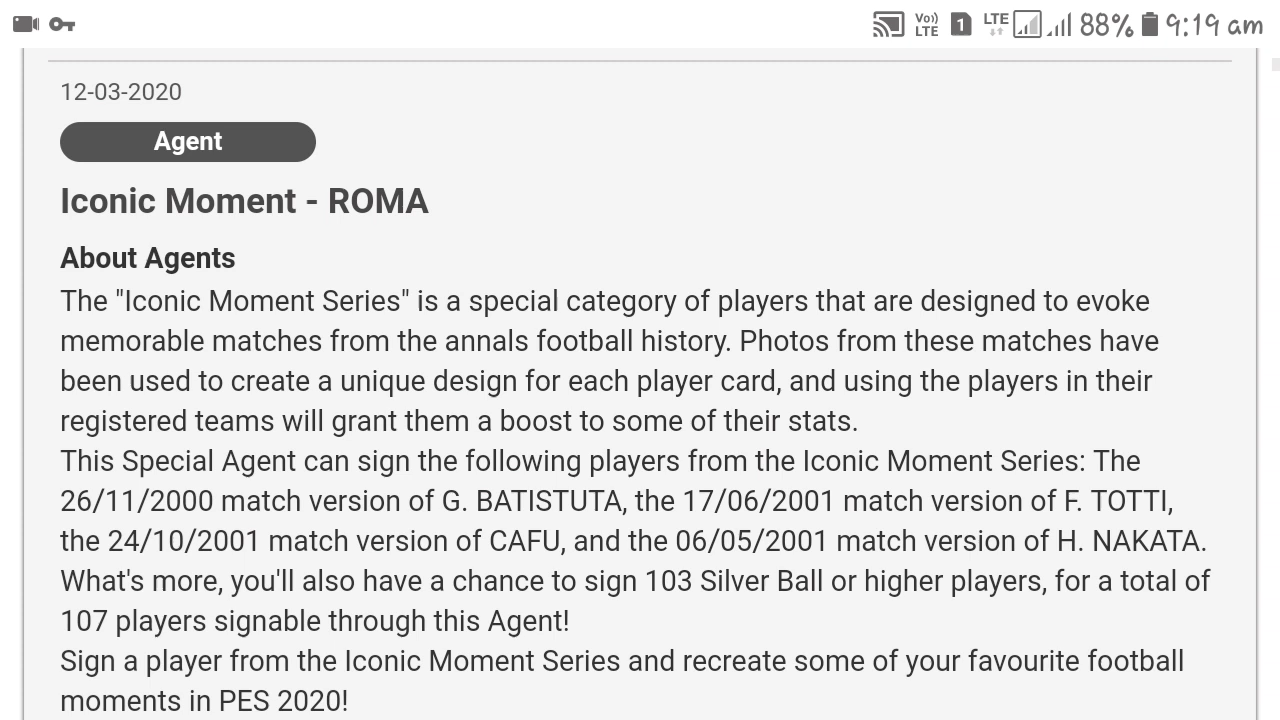 Vo)) LTE 1 LTE 88% 9:19 am
12-03-2020
Agent
Iconic Moment - ROMA
About Agents
The "Iconic Moment Series" is a special category of players that are designed to evoke
memorable matches from the annals football history. Photos from these matches have
been used to create a unique design for each player card, and using the players in their
registered teams will grant them a boost to some of their stats.
This Special Agent can sign the following players from the Iconic Moment Series: The
26/11/2000 match version of G. BATISTUTA, the 17/06/2001 match version of F. TOTTI,
the 24/10/2001 match version of CAFU, and the 06/05/2001 match version of H. NAKATA.
What's more, you'll also have a chance to sign 103 Silver Ball or higher players, for a total of
107 players signable through this Agent!
Sign a player from the Iconic Moment Series and recreate some of your favourite football
moments in PES 2020!